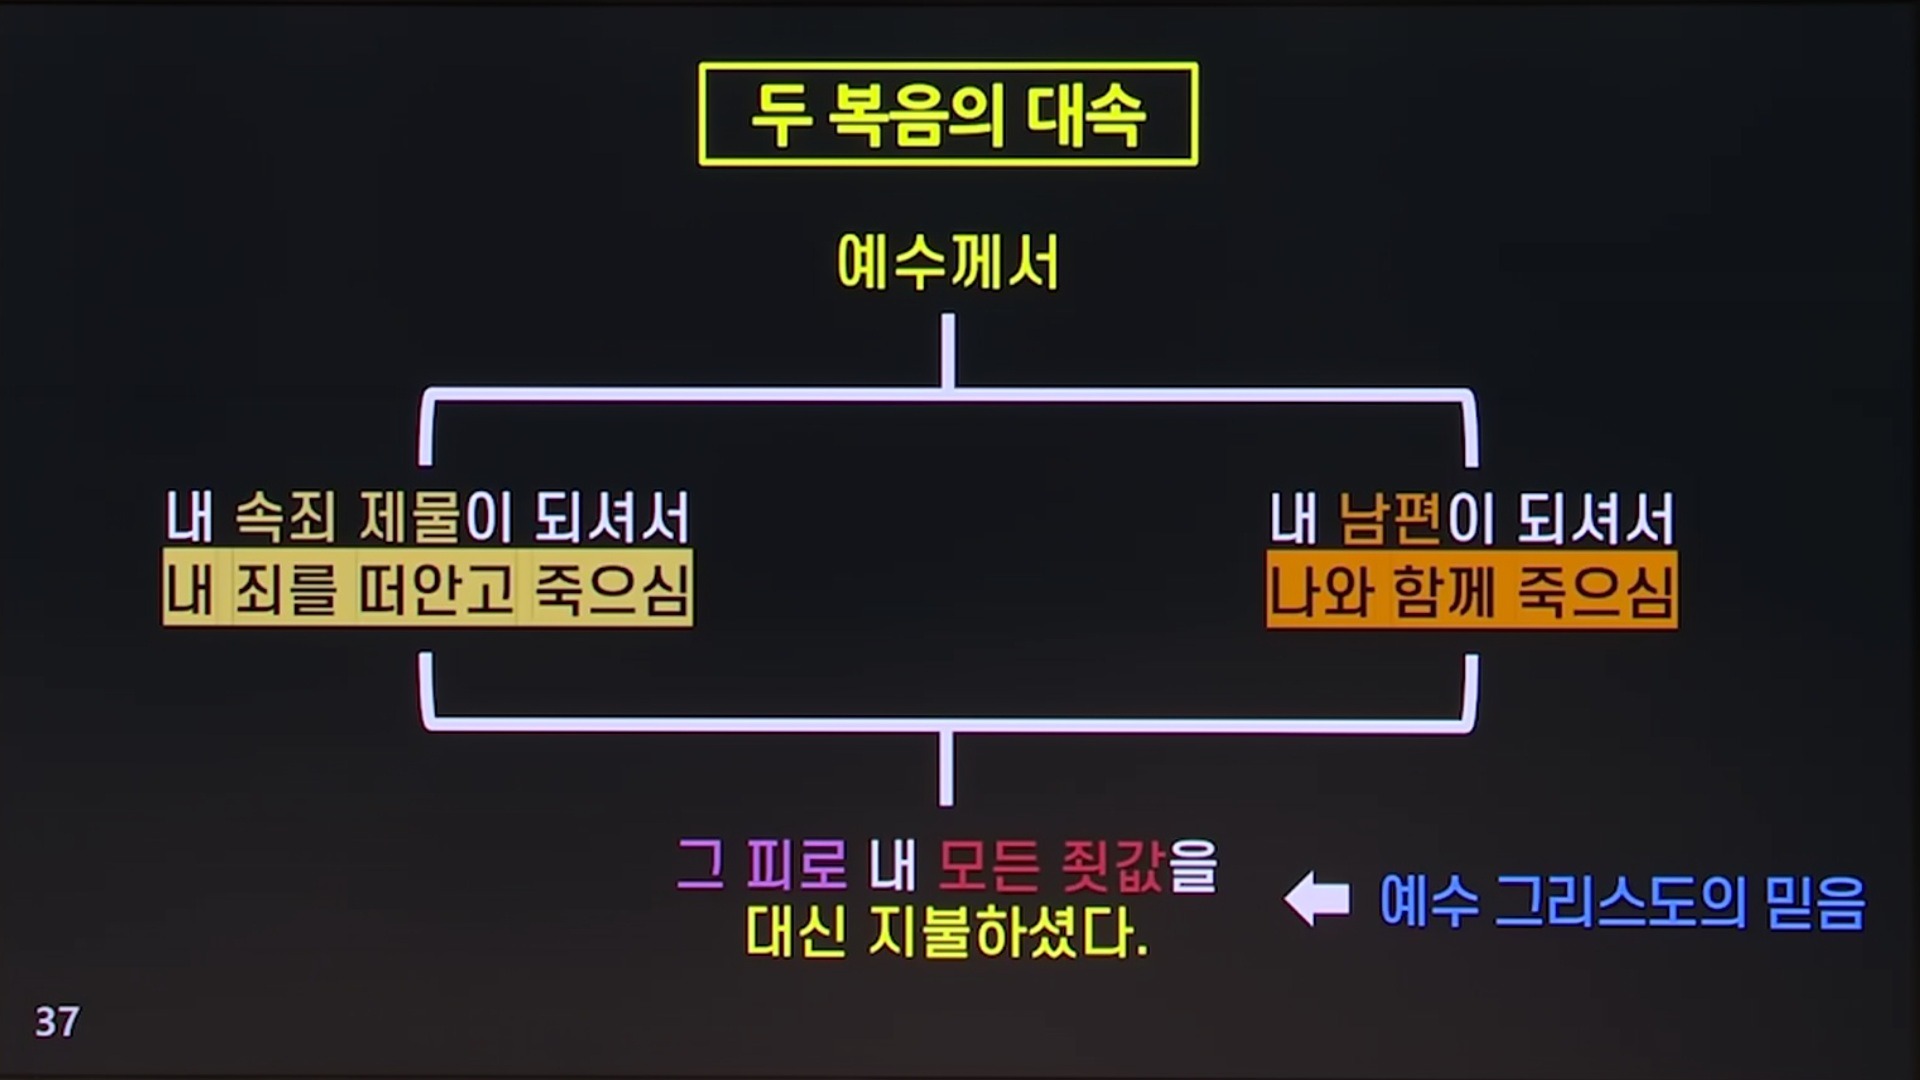 두 복음의 대속
예수께서
내 속죄 제물이 되셔서
내 죄를 떠안고 죽으심
내 남편이 되셔서
나와 함께 죽으심
그 피로 내 모든 죗값을
대신 지불하셨다.
예수 그리스도의 믿음
37